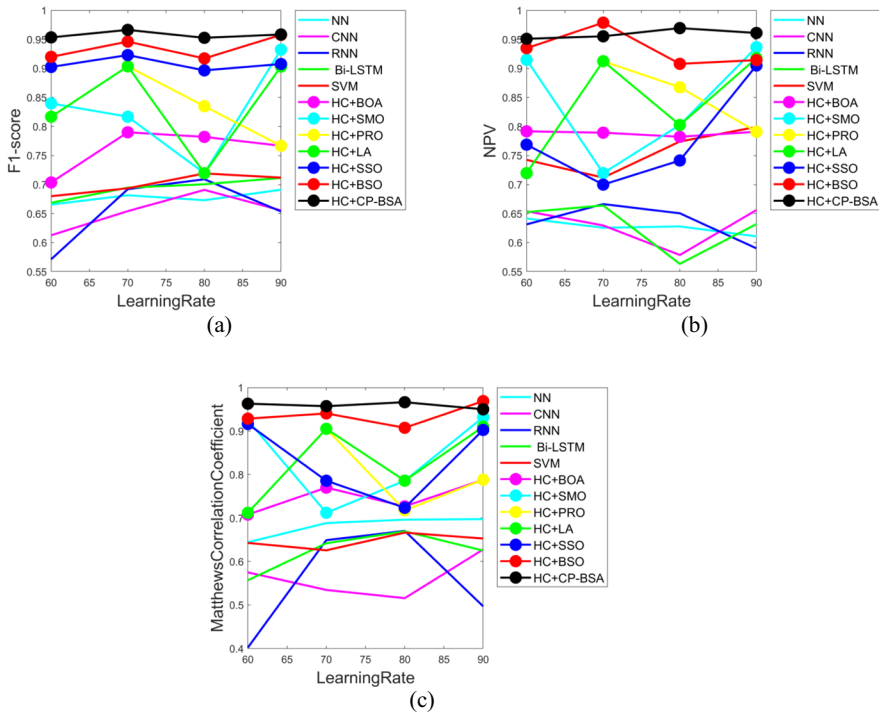 1
0.95
0.9
0.85
0.8
0.75
0.7
0.65
0.6
0.55
F1-score
60 65 70 75 80 85 90
LearningRate
NN
CNN
RNN
Bi-LSTM
SVM
HC+BOA
HC+SMO
HC+PRO
HC+LA
HC+SSO
HC+BSO
HC+CP-BSA
(a)
1
0.95
0.9
0.85
0.8
0.75
0.7
0.65
0.6
0.55
NPV
60 65 70 75 80 85 90
LearningRate
NN
CNN
RNN
Bi-LSTM
SVM
HC+BOA
HC+SMO
HC+PRO
HC+LA
HC+SSO
HC+BSO
HC+CP-BSA
(b)
1
0.9
0.8
0.7
0.6
0.5
0.4
MatthewsCorrelationCoefficient
60 65 70 75 80 85 90
LearningRate
NN
CNN
RNN
Bi-LSTM
SVM
HC+BOA
HC+SMO
HC+PRO
HC+LA
HC+SSO
HC+BSO
HC+CP-BSA
(c)